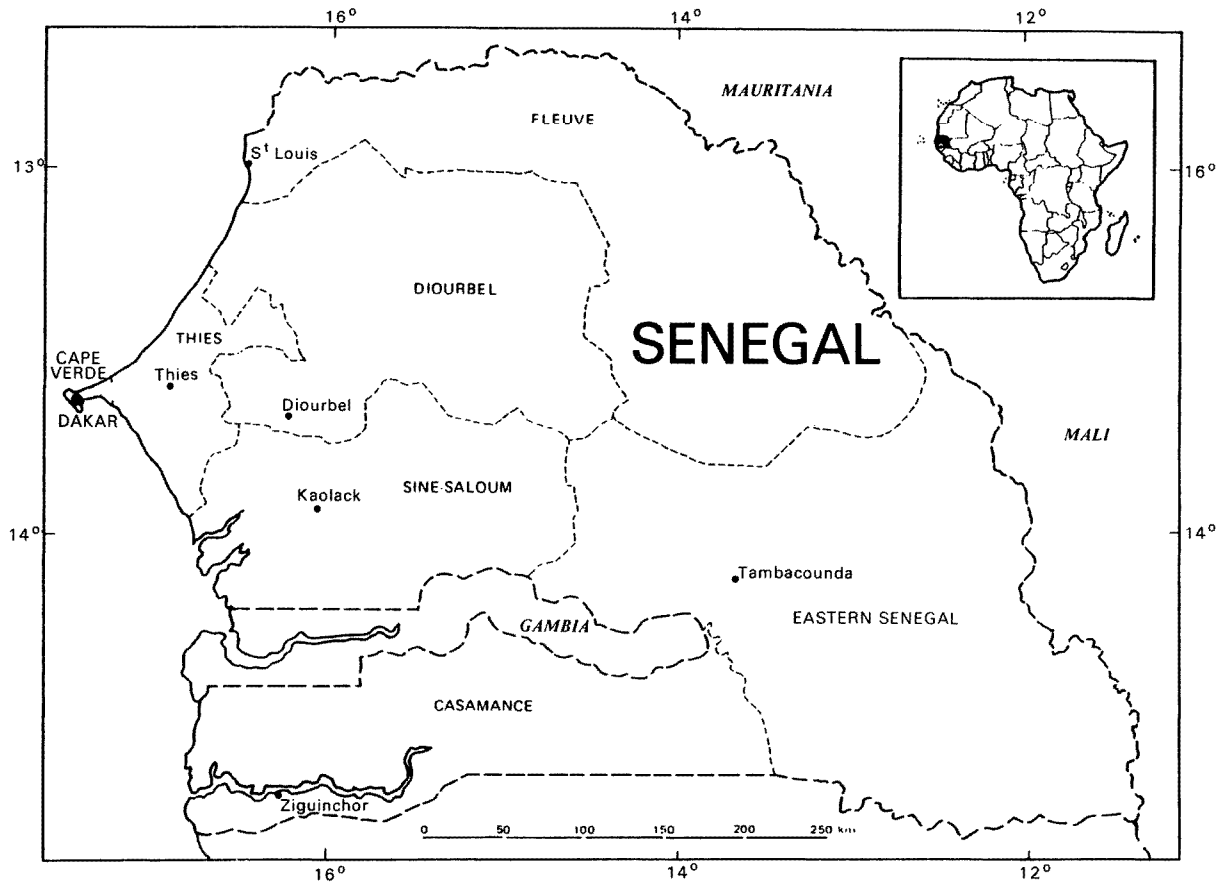 16° 14° 12°
MAURITANIA
FLEUVE
St Louis
13° 16°
DIOURBEL
SENEGAL
THIES
CAPE
VERDE
Thies
DAKAR
Diourbel
MALI
SINE-SALOUM
Kaolack
14° 14°
Tambacounda
EASTERN SENEGAL
GAMBIA
CASAMANCE
Ziguinchor
0 50 100 150 200 250 km
16° 14° 12°